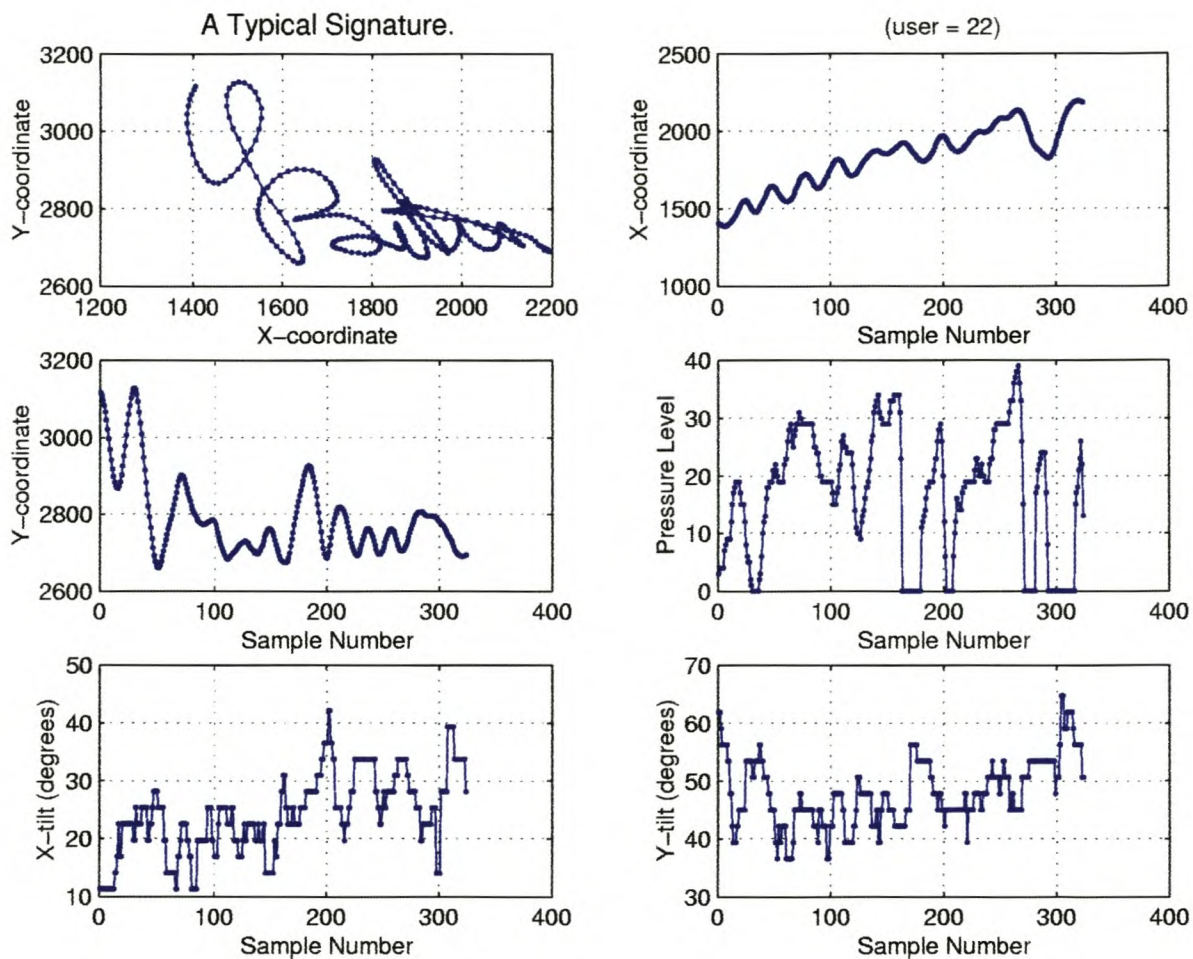 A Typical Signature.
(user = 22)
3200
3000
2800
2600
Y-coordinate
1200 1400 1600 1800 2000 2200
X-coordinate
2500
2000
1500
1000
X-coordinate
0 100 200 300 400
Sample Number
3200
3000
2800
2600
Y-coordinate
0 100 200 300 400
Sample Number
40
30
20
10
0
Pressure Level
0 100 200 300 400
Sample Number
50
40
30
20
10
X-tilt (degrees)
0 100 200 300 400
Sample Number
70
60
50
40
30
Y-tilt (degrees)
0 100 200 300 400
Sample Number